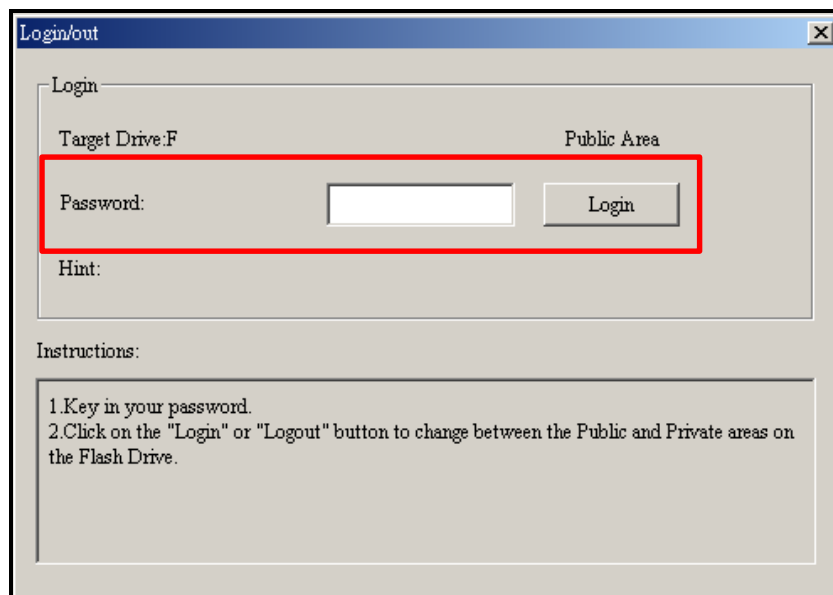 Login/out
Login
Target Drive:F Public Area
Password: Login
Hint:
Instructions:
1.Key in your password.
2.Click on the "Login" or "Logout" button to change between the Public and Private areas on
the Flash Drive.